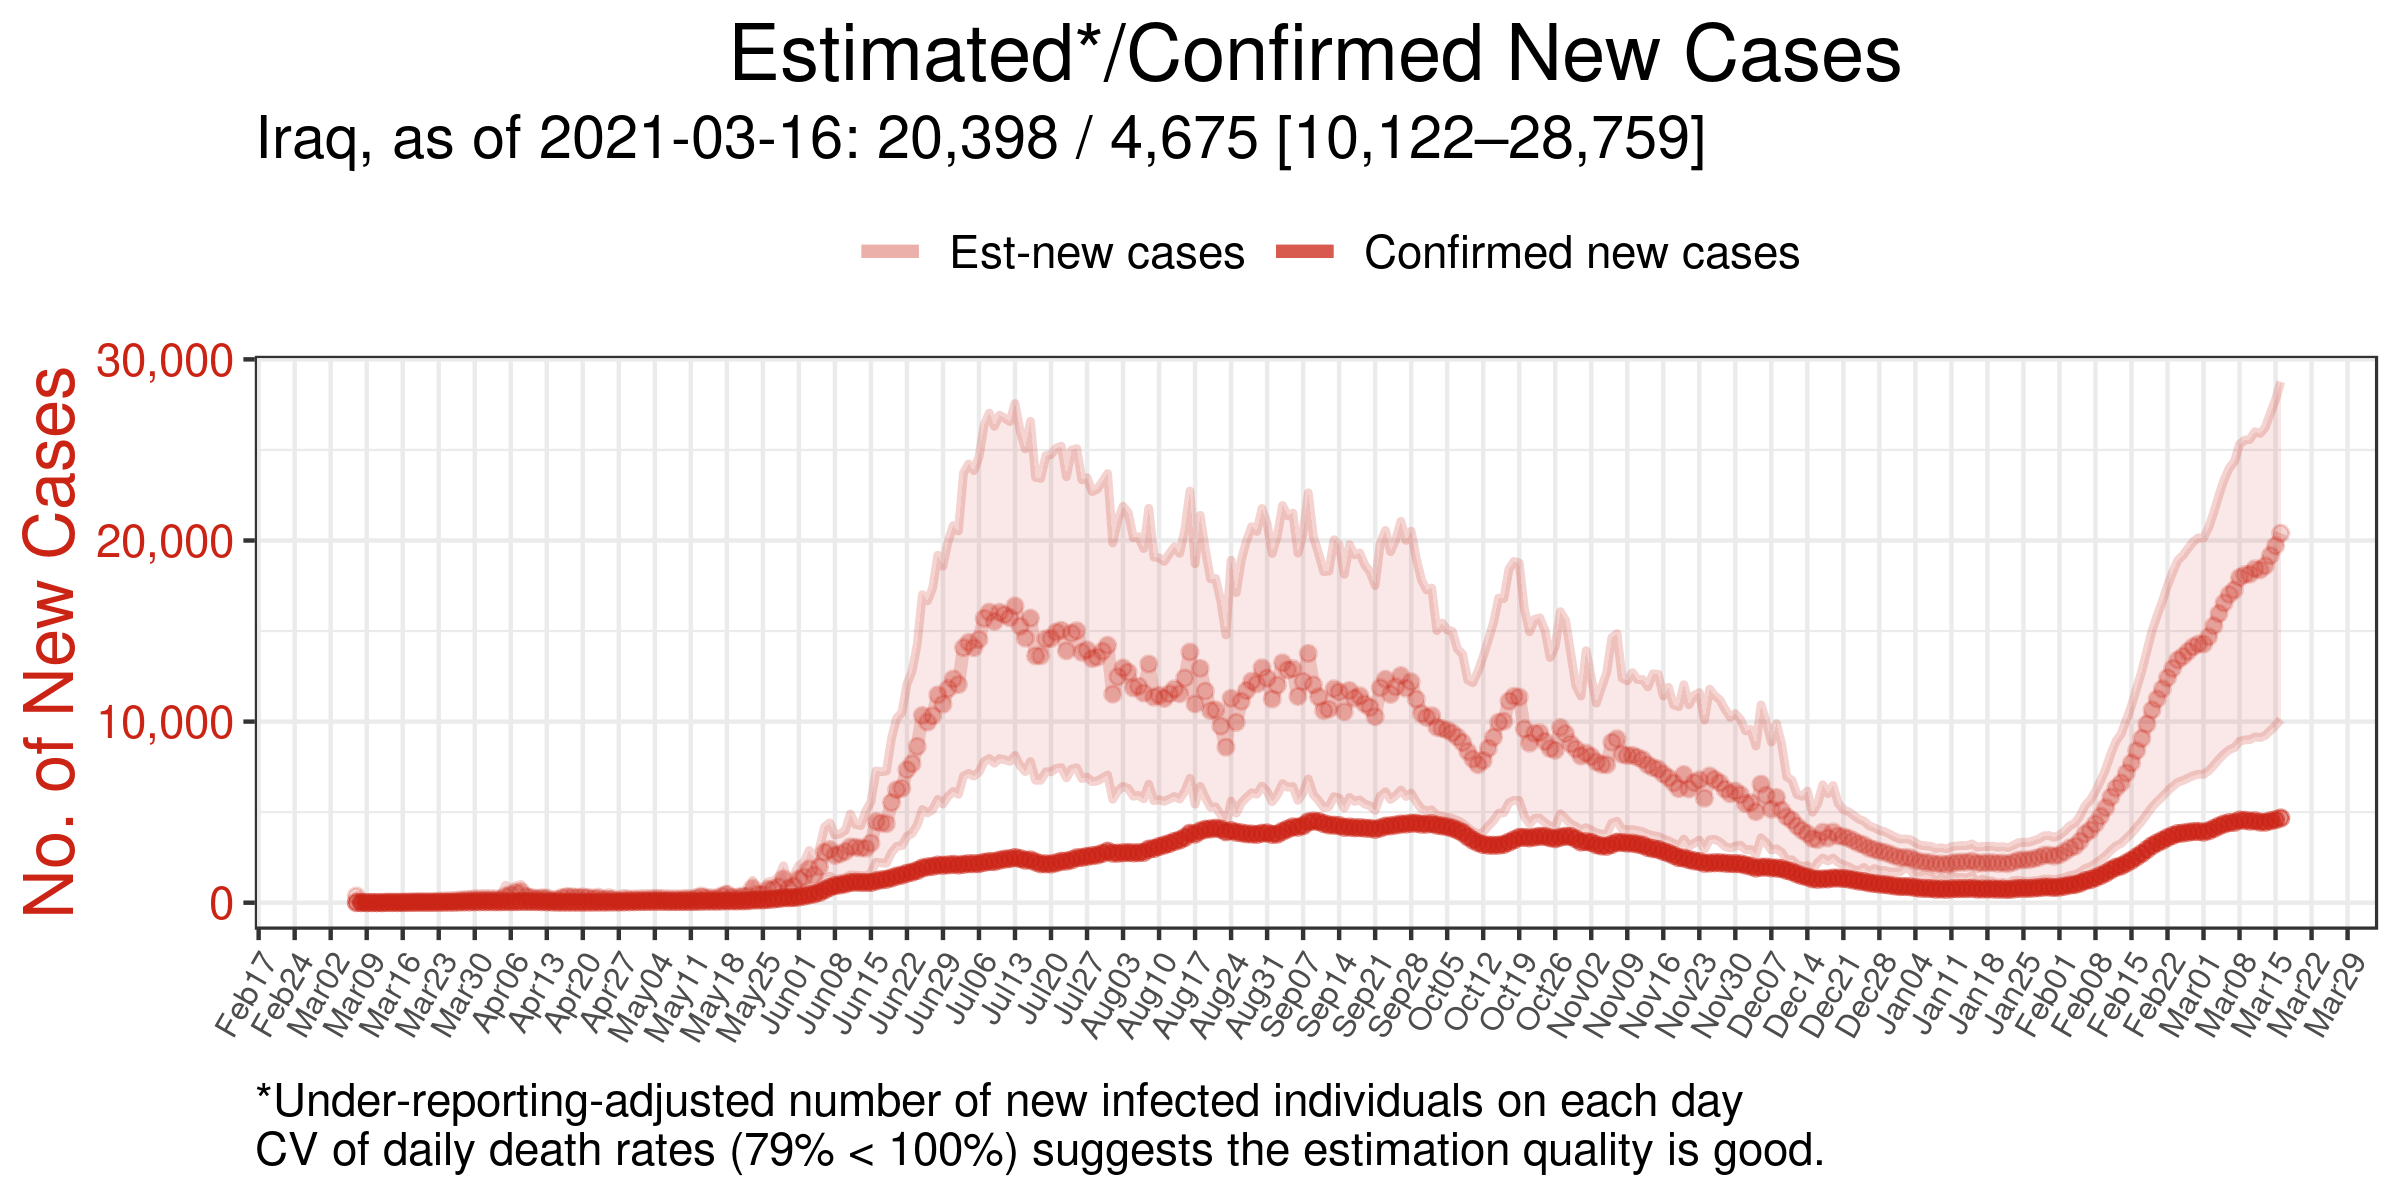 Estimated*/Confirmed New Cases
Iraq, as of 2021-03-16: 20,398 / 4,675 [10,122–28,759]
Est-new cases Confirmed new cases
No. of New Cases
30,000
20,000
10,000
0
Feb17 Feb24 Mar02 Mar09 Mar16 Mar23 Mar30 Apr06 Apr13 Apr20 Apr27 May04 May11 May18 May25 Jun01 Jun08 Jun15 Jun22 Jun29 Jul06 Jul13 Jul20 Jul27 Aug03 Aug10 Aug17 Aug24 Aug31 Sep07 Sep14 Sep21 Sep28 Oct05 Oct12 Oct19 Oct26 Nov02 Nov09 Nov16 Nov23 Nov30 Dec07 Dec14 Dec21 Dec28 Jan04 Jan11 Jan18 Jan25 Feb01 Feb08 Feb15 Feb22 Mar01 Mar08 Mar15 Mar22 Mar29
*Under-reporting-adjusted number of new infected individuals on each day
CV of daily death rates (79% < 100%) suggests the estimation quality is good.